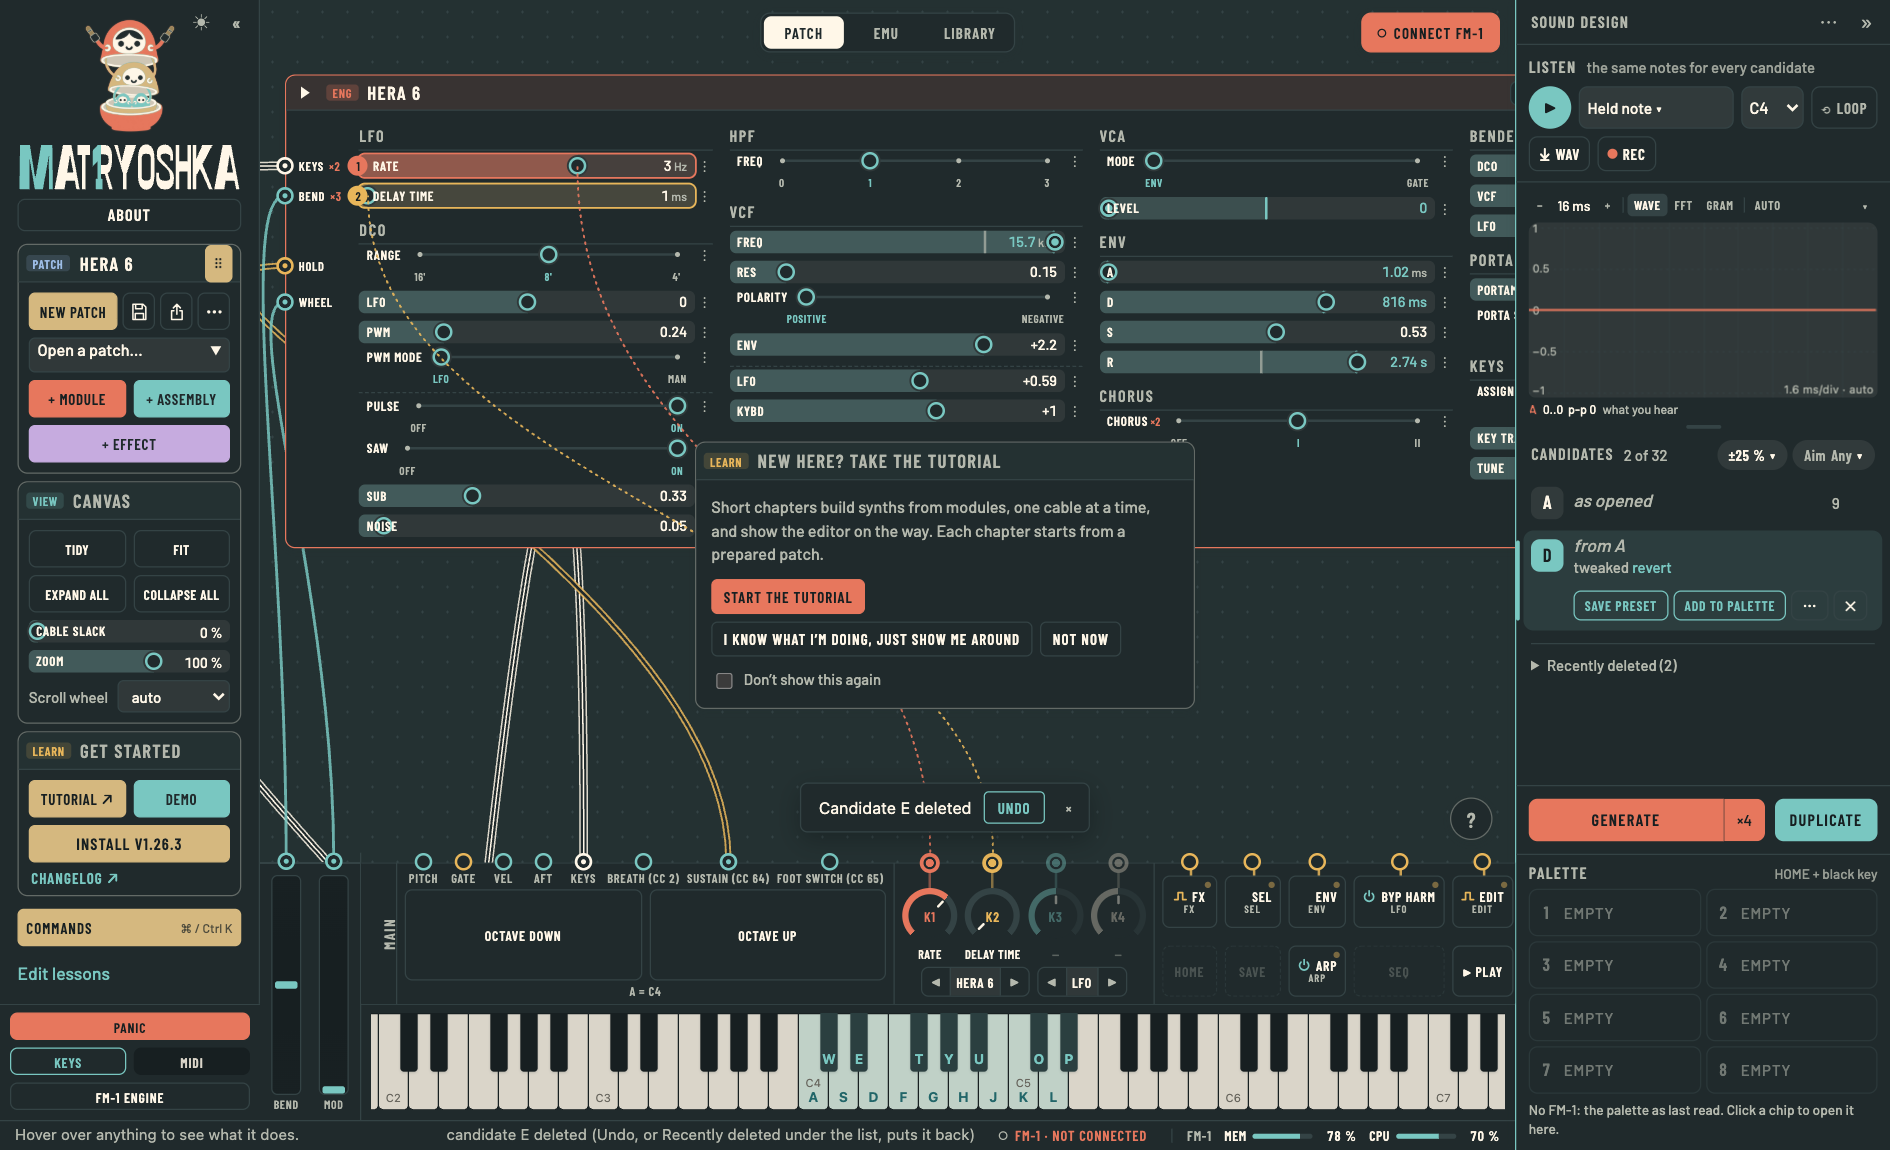 MATRYOSHKA
ABOUT
PATCH HERA 6
NEW PATCH
Open a patch...
+ MODULE
+ ASSEMBLY
+ EFFECT
VIEW CANVAS
TIDY
FIT
EXPAND ALL
COLLAPSE ALL
CABLE SLACK 0 %
ZOOM 100 %
Scroll wheel auto
LEARN GET STARTED
TUTORIAL ↗
DEMO
INSTALL V1.26.3
CHANGELOG ↗
COMMANDS ⌘ / Ctrl K
Edit lessons
PANIC
KEYS
MIDI
FM-1 ENGINE
PATCH
EMU
LIBRARY
CONNECT FM-1
ENG HERA 6
KEYS ×2
BEND ×3
HOLD
WHEEL
LFO
1 RATE 3 Hz
2 DELAY TIME 1 ms
DCO
RANGE
16' 8' 4'
LFO 0
PWM 0.24
PWM MODE
LFO MAN
PULSE
OFF ON
SAW
OFF ON
SUB 0.33
NOISE 0.05
HPF
FREQ
0 1 2 3
VCF
FREQ 15.7 k
RES 0.15
POLARITY
POSITIVE NEGATIVE
ENV +2.2
LFO +0.59
KYBD +1
VCA
MODE
ENV GATE
LEVEL 0
ENV
A 1.02 ms
D 816 ms
S 0.53
R 2.74 s
CHORUS
CHORUS ×2
OFF I II
BENDE
DCO
VCF
LFO
PORTA
PORTAM
PORTA S
KEYS
ASSIGN
KEY TR
TUNE
LEARN NEW HERE? TAKE THE TUTORIAL
Short chapters build synths from modules, one cable at a time,
and show the editor on the way. Each chapter starts from a
prepared patch.
START THE TUTORIAL
I KNOW WHAT I'M DOING, JUST SHOW ME AROUND
NOT NOW
Don't show this again
Candidate E deleted UNDO ×
?
PITCH GATE VEL AFT KEYS BREATH (CC 2) SUSTAIN (CC 64) FOOT SWITCH (CC 65)
MAIN
OCTAVE DOWN
OCTAVE UP
A = C4
K1 K2 K3 K4
RATE DELAY TIME – –
◀ HERA 6 ▶
◀ LFO ▶
FX
FX
SEL
SEL
ENV
ENV
BYP HARM
LFO
EDIT
EDIT
HOME
SAVE
ARP
ARP
SEQ
▶ PLAY
BEND
MOD
W E T Y U O P
C2 C3 C4 C5 C6 C7
A S D F G H J K L
Hover over anything to see what it does.
candidate E deleted (Undo, or Recently deleted under the list, puts it back)
FM-1 · NOT CONNECTED
FM-1 MEM 78 % CPU 70 %
SOUND DESIGN
LISTEN the same notes for every candidate
Held note
C4
LOOP
WAV
REC
− 16 ms +
WAVE FFT GRAM AUTO
1
0.5
0
−0.5
−1
1.6 ms/div · auto
A 0..0 p-p 0 what you hear
CANDIDATES 2 of 32
±25 %
Aim Any
A as opened 9
D from A
tweaked revert
SAVE PRESET
ADD TO PALETTE
Recently deleted (2)
GENERATE ×4
DUPLICATE
PALETTE HOME + black key
1 EMPTY
2 EMPTY
3 EMPTY
4 EMPTY
5 EMPTY
6 EMPTY
7 EMPTY
8 EMPTY
No FM-1: the palette as last read. Click a chip to open it
here.